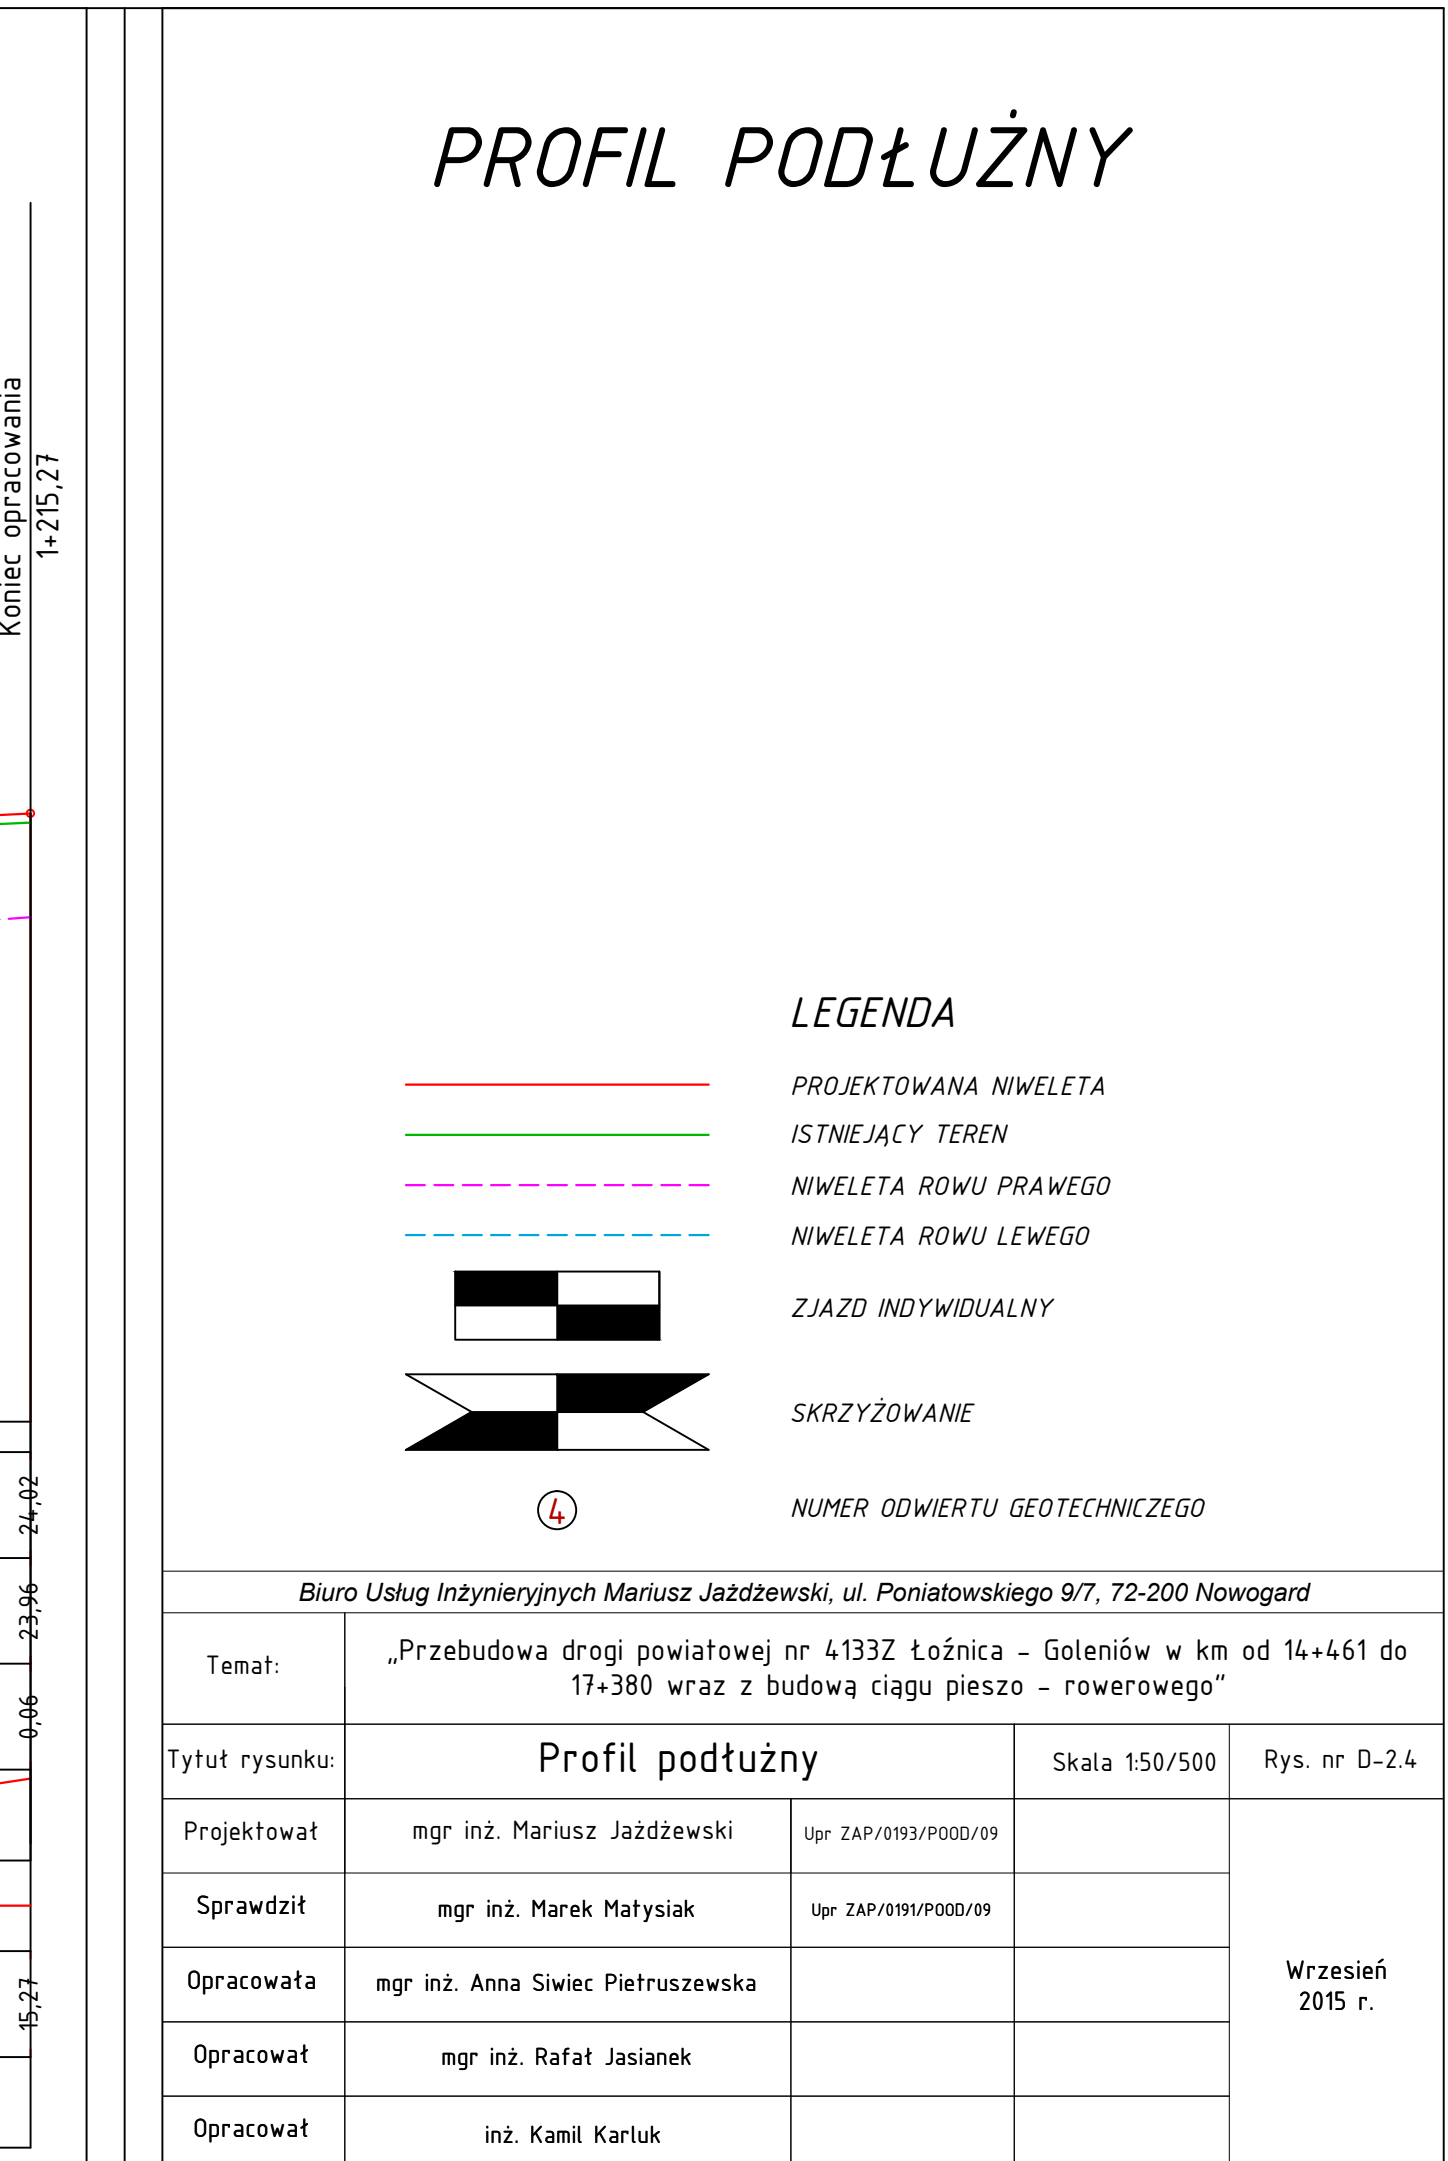 PROFIL PODŁUŻNY
Koniec opracowania
1+215,27
LEGENDA
PROJEKTOWANA NIWELETA
ISTNIEJĄCY TEREN
NIWELETA ROWU PRAWEGO
NIWELETA ROWU LEWEGO
ZJAZD INDYWIDUALNY
SKRZYŻOWANIE
4
NUMER ODWIERTU GEOTECHNICZEGO
24,02
23,96
0,06
15,27
Biuro Usług Inżynieryjnych Mariusz Jażdżewski, ul. Poniatowskiego 9/7, 72-200 Nowogard
Temat:
„Przebudowa drogi powiatowej nr 4133Z Łoźnica – Goleniów w km od 14+461 do
17+380 wraz z budową ciągu pieszo – rowerowego”
Tytuł rysunku:
Profil podłużny
Skala 1:50/500
Rys. nr D-2.4
Projektował
mgr inż. Mariusz Jażdżewski
Upr ZAP/0193/POOD/09
Sprawdził
mgr inż. Marek Matysiak
Upr ZAP/0191/POOD/09
Opracowała
mgr inż. Anna Siwiec Pietruszewska
Wrzesień
2015 r.
Opracował
mgr inż. Rafał Jasianek
Opracował
inż. Kamil Karluk